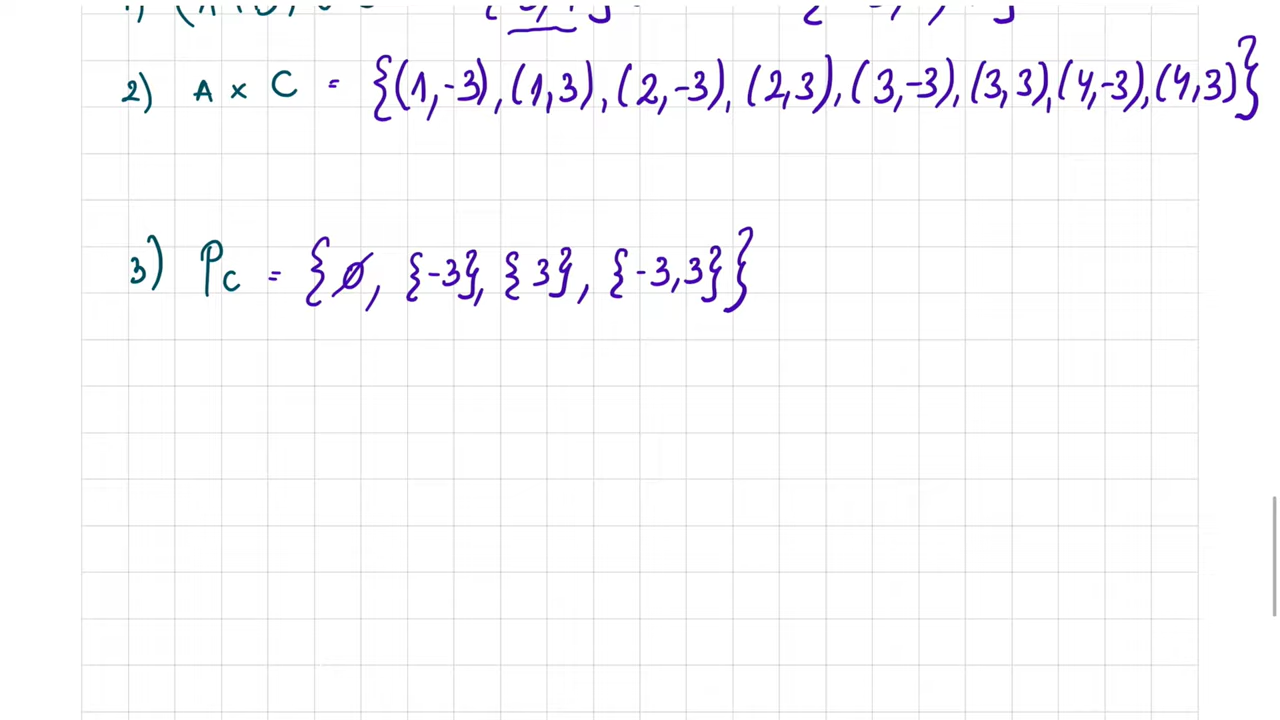 2) A × C = {(1,-3),(1,3),(2,-3),(2,3),(3,-3),(3,3),(4,-3),(4,3)}
3) P_C = {∅, {-3}, {3}, {-3,3}}